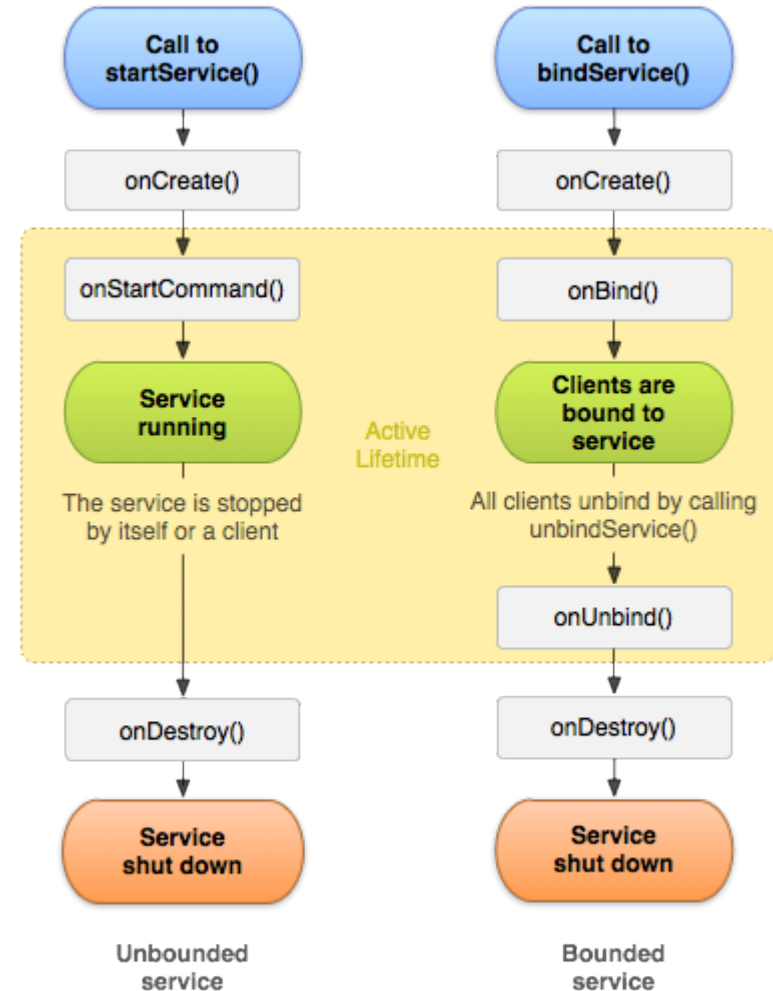 Call to
startService()
onCreate()
onStartCommand()
Service
running
The service is stopped
by itself or a client
onDestroy()
Service
shut down
Unbounded
service
Active
Lifetime
Call to
bindService()
onCreate()
onBind()
Clients are
bound to
service
All clients unbind by calling
unbindService()
onUnbind()
onDestroy()
Service
shut down
Bounded
service